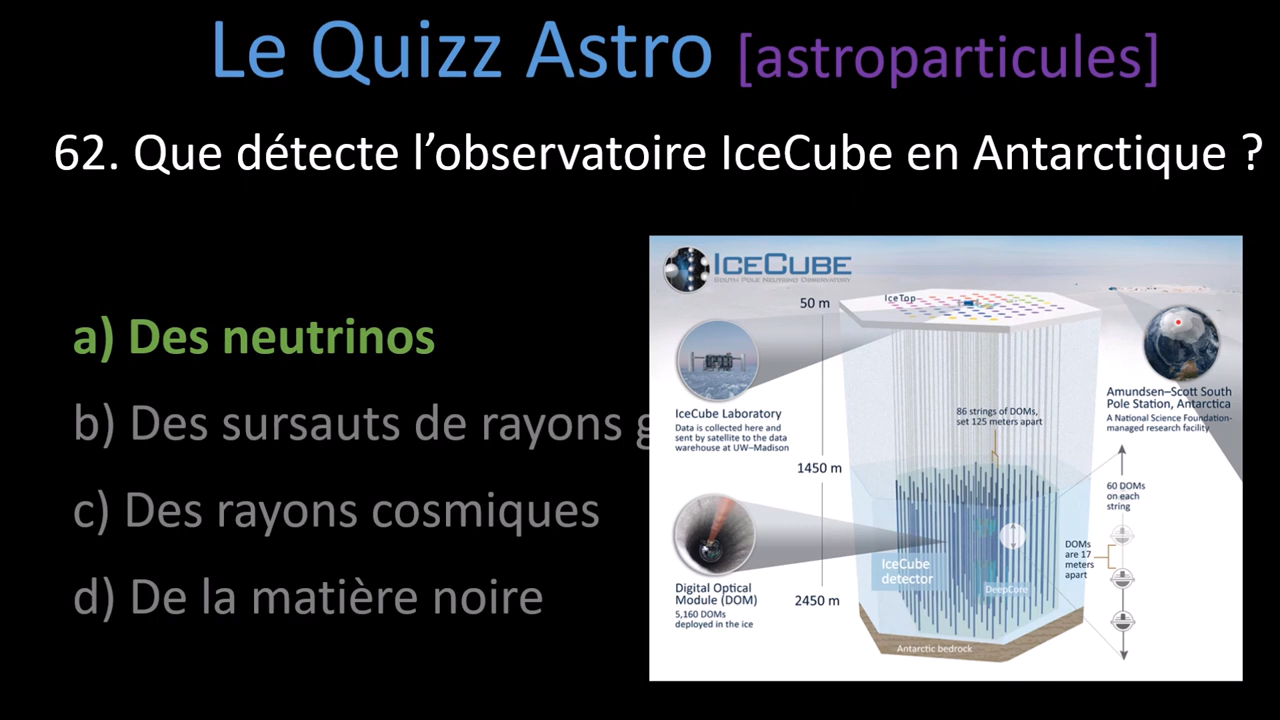 Le Quizz Astro [astroparticules]
62. Que détecte l’observatoire IceCube en Antarctique ?
a) Des neutrinos
b) Des sursauts de rayons
c) Des rayons cosmiques
d) De la matière noire
ICECUBE
SOUTH POLE NEUTRINO OBSERVATORY
50 m
IceTop
IceCube Laboratory
Data is collected here and
sent by satellite to the data
warehouse at UW–Madison
86 strings of DOMs,
set 125 meters apart
Amundsen–Scott South
Pole Station, Antarctica
A National Science Foundation-
managed research facility
1450 m
60 DOMs
on each
string
DOMs
are 17
meters
apart
IceCube
detector
DeepCore
Digital Optical
Module (DOM)
5,160 DOMs
deployed in the ice
2450 m
Antarctic bedrock